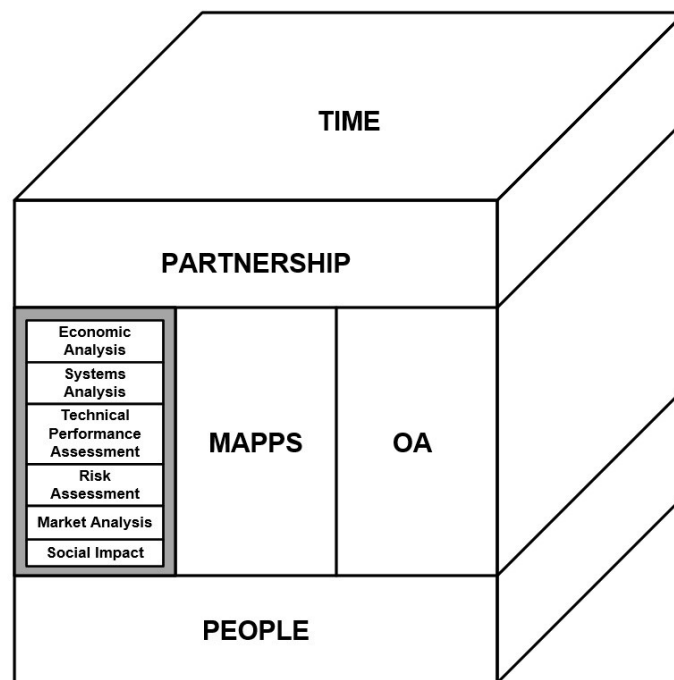 TIME
PARTNERSHIP
Economic
Analysis
Systems
Analysis
Technical
Performance
Assessment
Risk
Assessment
Market Analysis
Social Impact
MAPPS
OA
PEOPLE